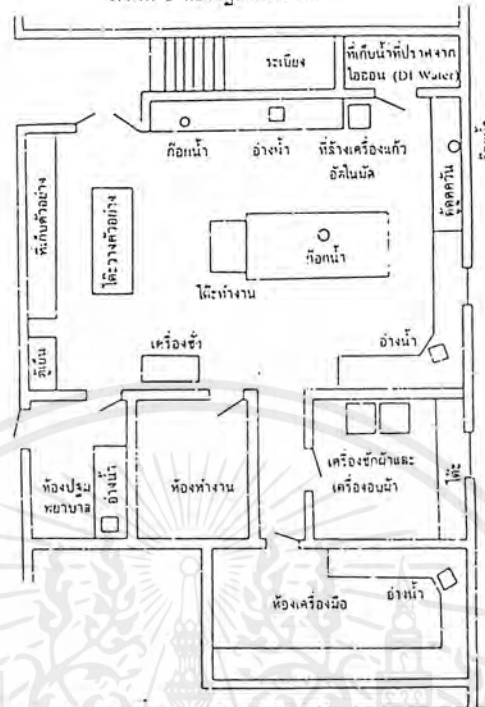 ระเบียง
ที่เก็บน้ำที่ปราศจาก
ไอออน (DI Water)
ก๊อกน้ำ
อ่างน้ำ
ที่ล้างเครื่องแก้ว
อัตโนมัติ
ตู้ดูดควัน
ที่เก็บตัวอย่าง
โต๊ะวางตัวอย่าง
ก๊อกน้ำ
โต๊ะทำงาน
เครื่องชั่ง
อ่างน้ำ
ตู้เย็น
ห้องปฐม
พยาบาล
อ่างน้ำ
ห้องทำงาน
เครื่องซักผ้าและ
เครื่องอบผ้า
โต๊ะ
ห้องเครื่องมือ
อ่างน้ำ